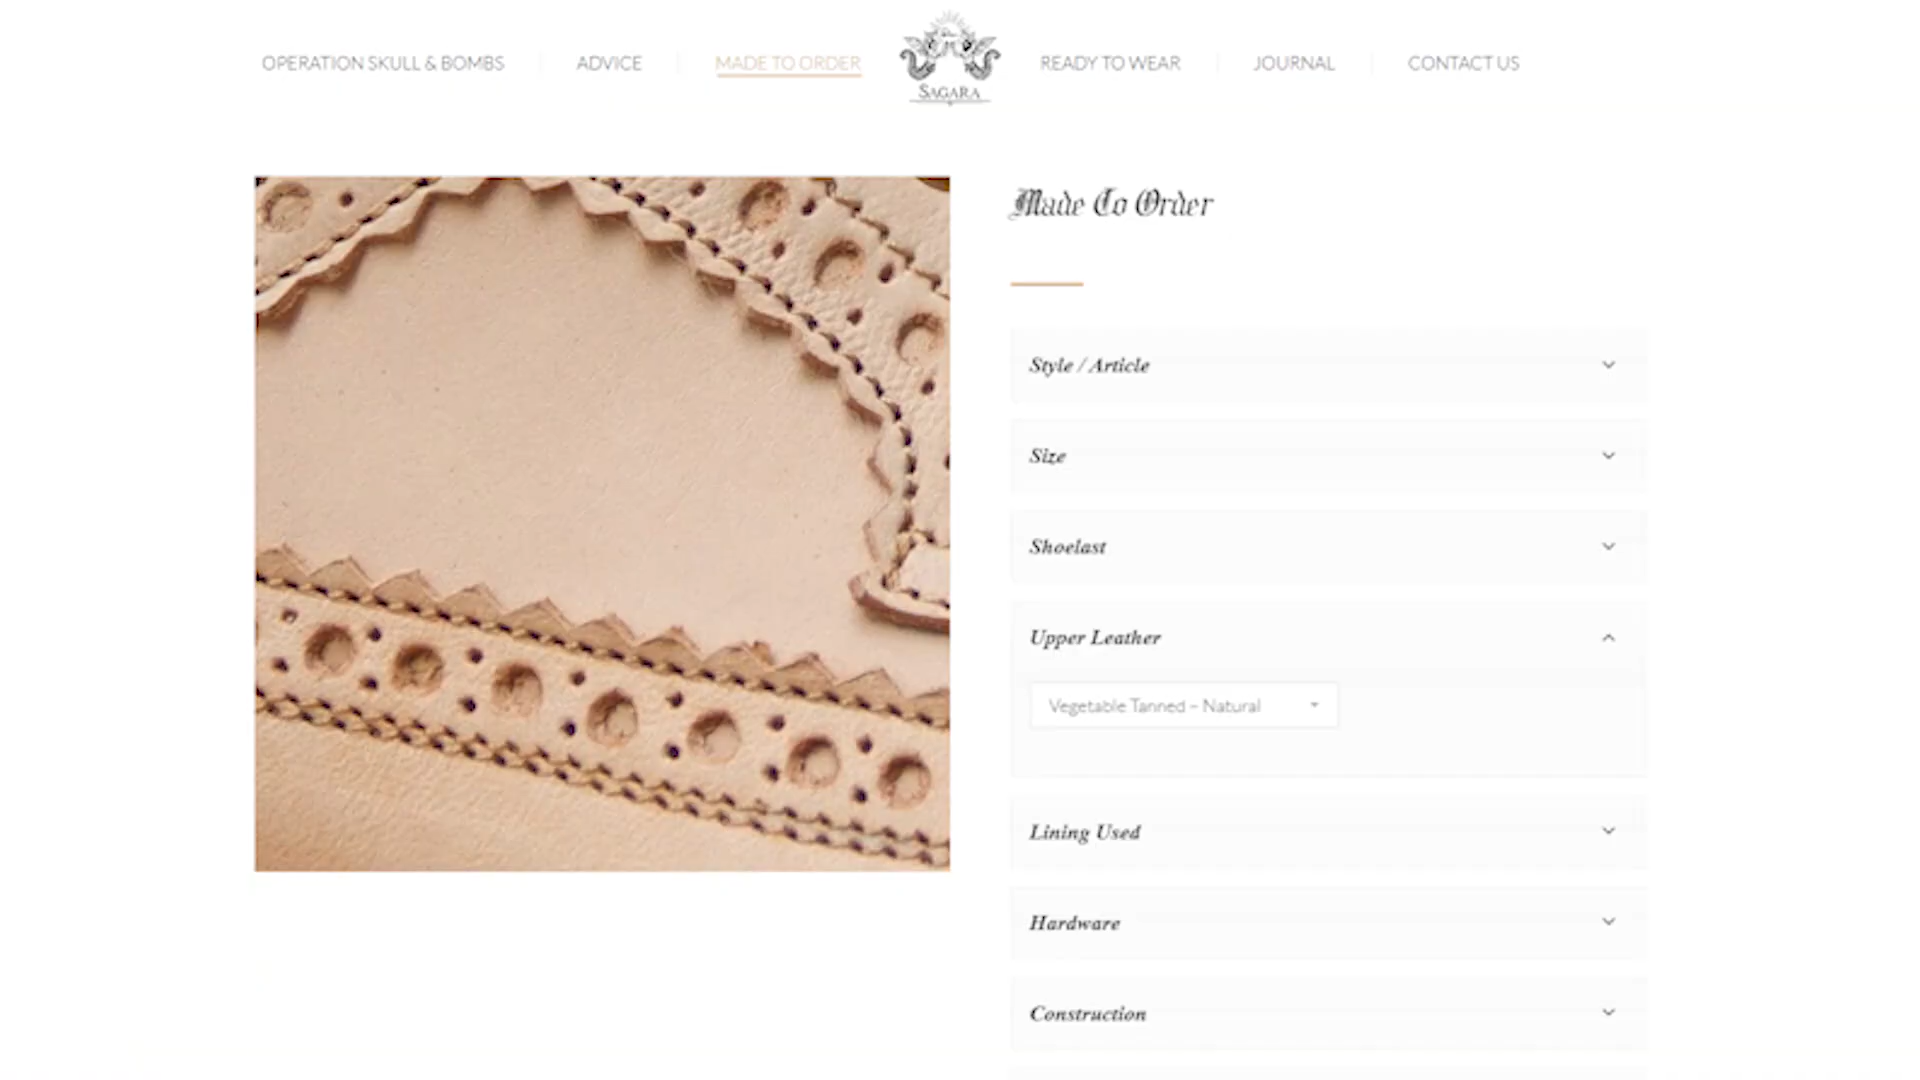 OPERATION SKULL & BOMBS
ADVICE
MADE TO ORDER
SAGARA
READY TO WEAR
JOURNAL
CONTACT US
Made To Order
Style / Article
Size
Shoelast
Upper Leather
Vegetable Tanned – Natural
Lining Used
Hardware
Construction